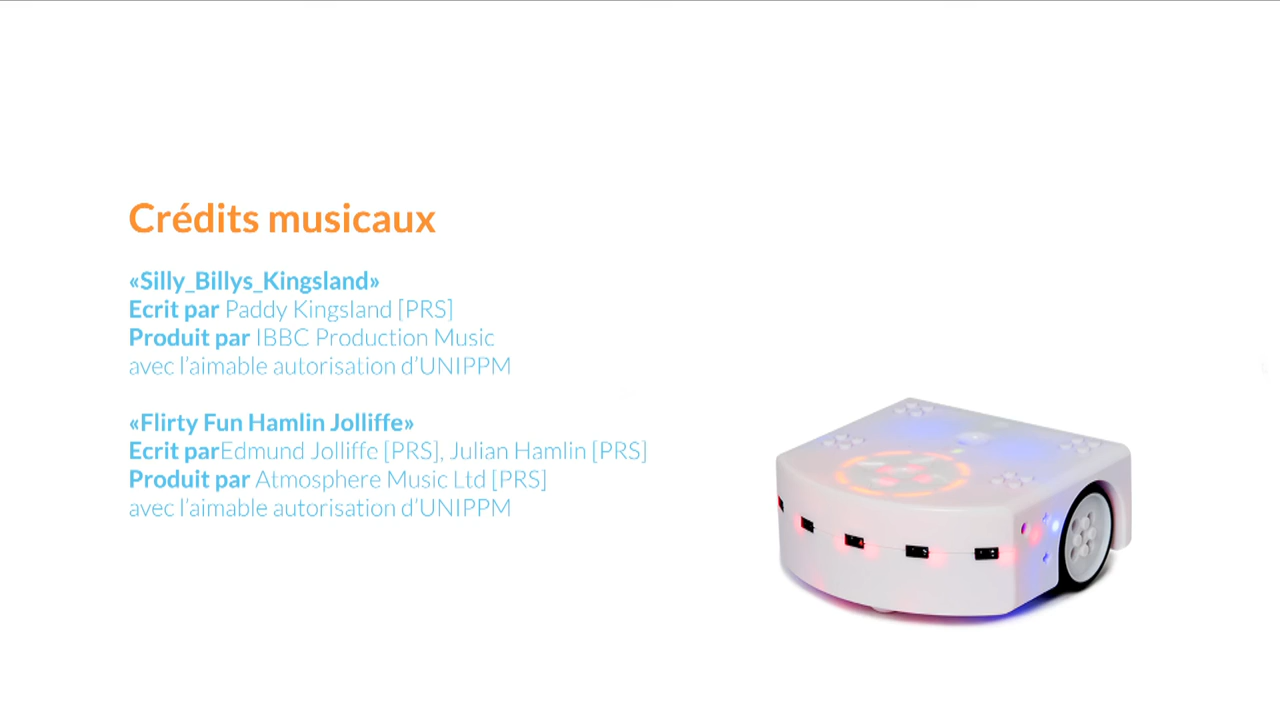 Crédits musicaux
«Silly_Billys_Kingsland»
Ecrit par Paddy Kingsland [PRS]
Produit par IBBC Production Music
avec l’aimable autorisation d’UNIPPM
«Flirty Fun Hamlin Jolliffe»
Ecrit parEdmund Jolliffe [PRS], Julian Hamlin [PRS]
Produit par Atmosphere Music Ltd [PRS]
avec l’aimable autorisation d’UNIPPM